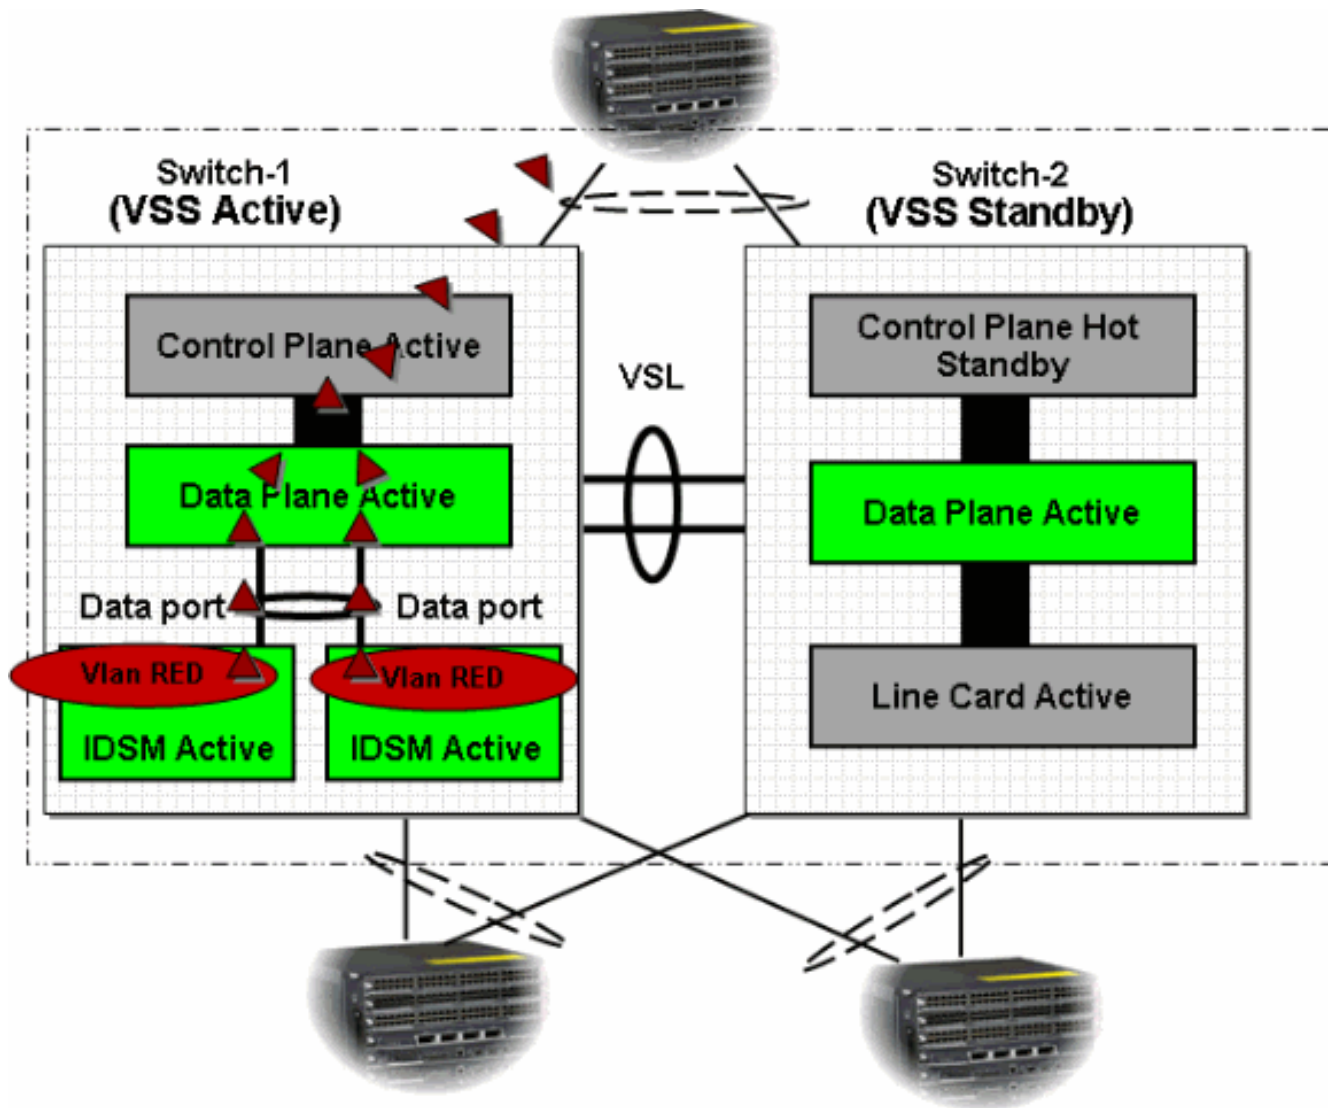 Switch-1
(VSS Active)
Switch-2
(VSS Standby)
Control Plane Active
Control Plane Hot
Standby
VSL
Data Plane Active
Data Plane Active
Data port
Data port
Vlan RED
Vlan RED
IDSM Active
IDSM Active
Line Card Active